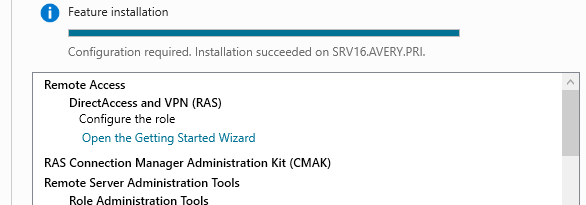 Feature installation
Configuration required. Installation succeeded on SRV16.AVERY.PRI.
Remote Access
DirectAccess and VPN (RAS)
Configure the role
Open the Getting Started Wizard
RAS Connection Manager Administration Kit (CMAK)
Remote Server Administration Tools
Role Administration Tools